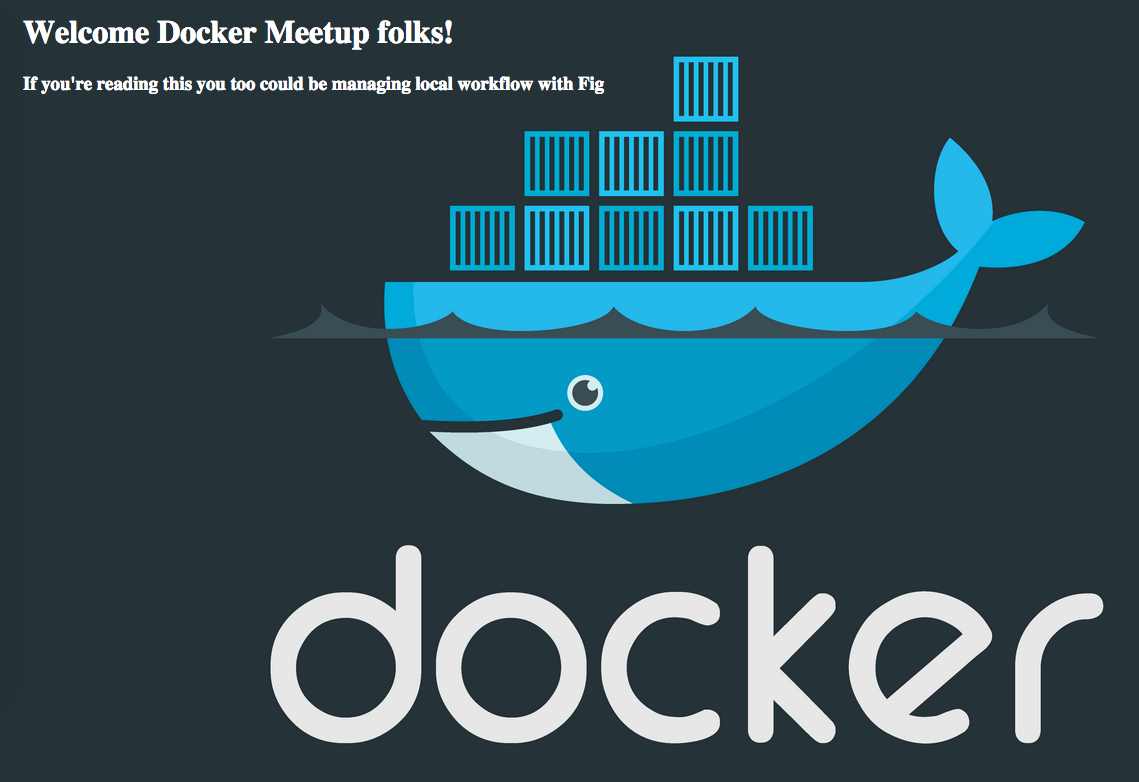 Welcome Docker Meetup folks!
If you're reading this you too could be managing local workflow with Fig
docker